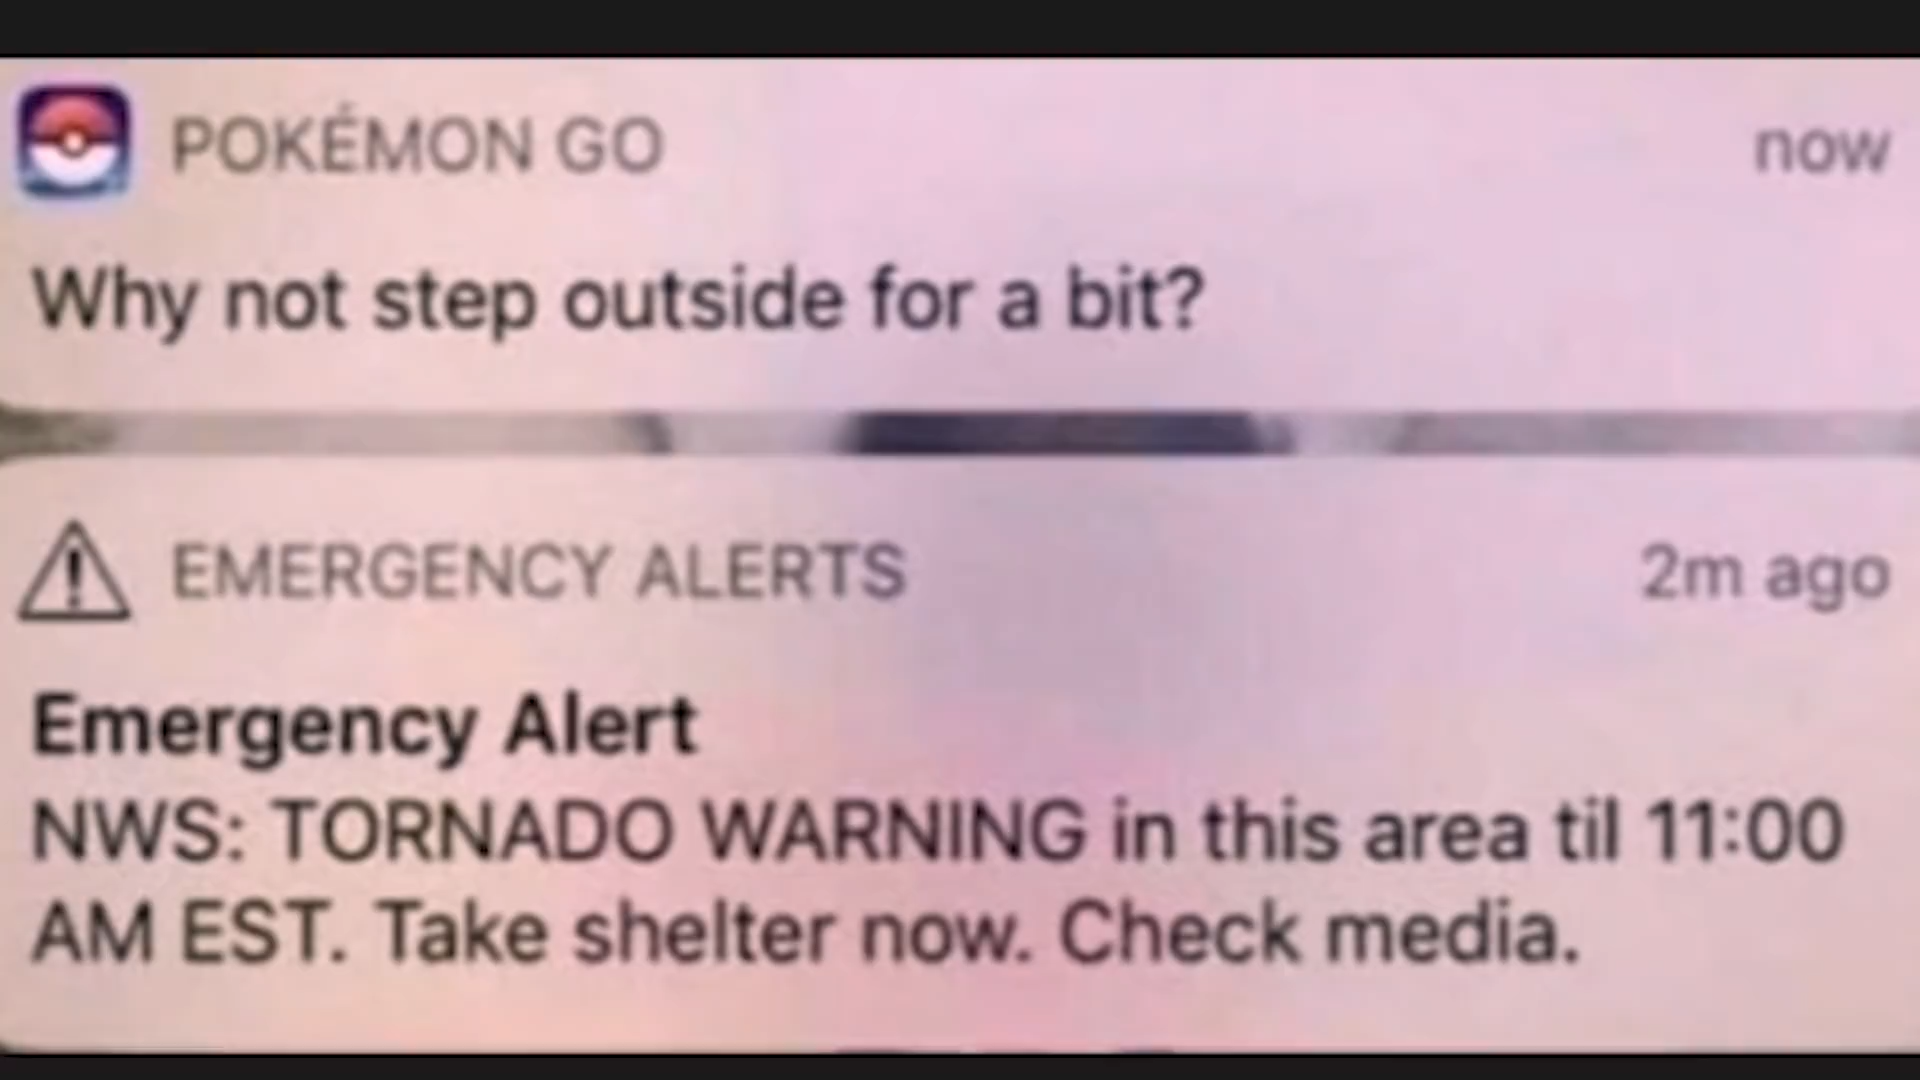 POKÉMON GO
now
Why not step outside for a bit?
EMERGENCY ALERTS
2m ago
Emergency Alert
NWS: TORNADO WARNING in this area til 11:00
AM EST. Take shelter now. Check media.